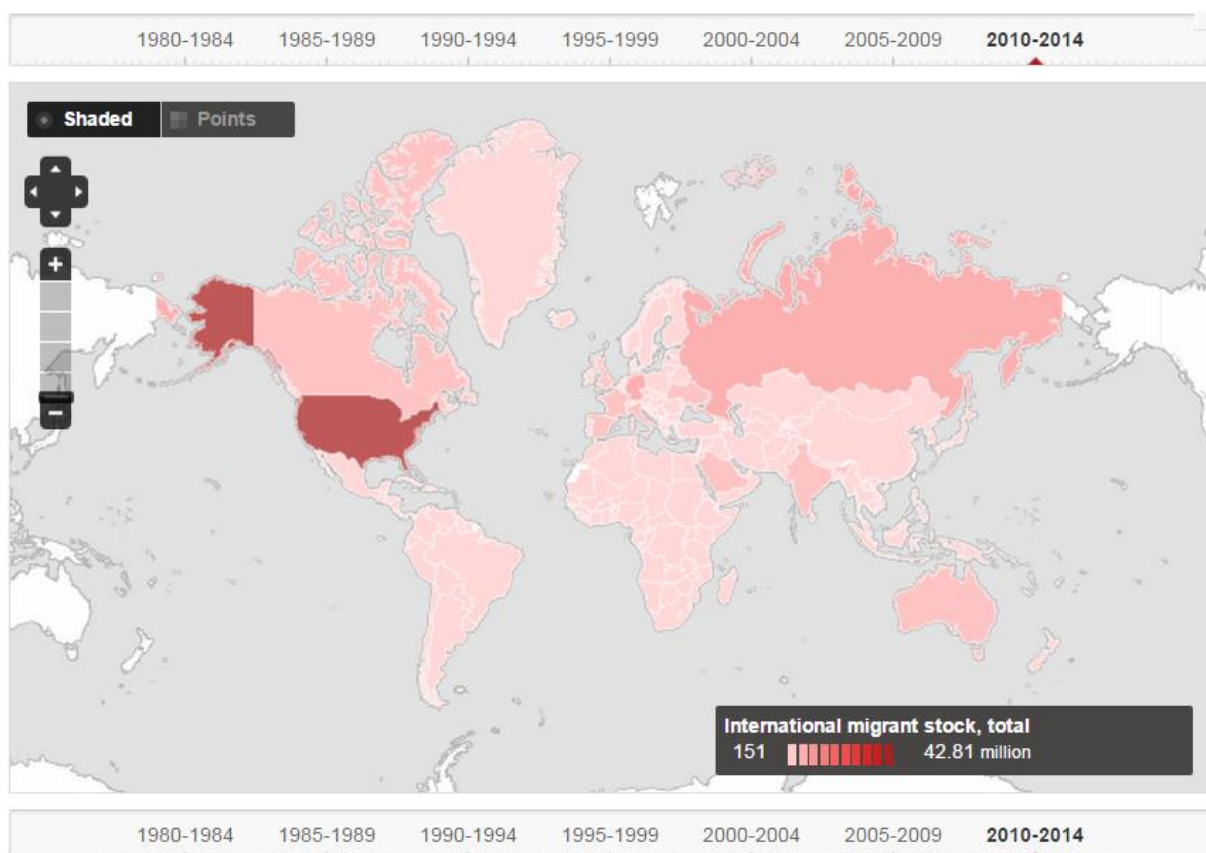 1980-1984 1985-1989 1990-1994 1995-1999 2000-2004 2005-2009 2010-2014
Shaded Points
+
−
International migrant stock, total
151 42.81 million
1980-1984 1985-1989 1990-1994 1995-1999 2000-2004 2005-2009 2010-2014